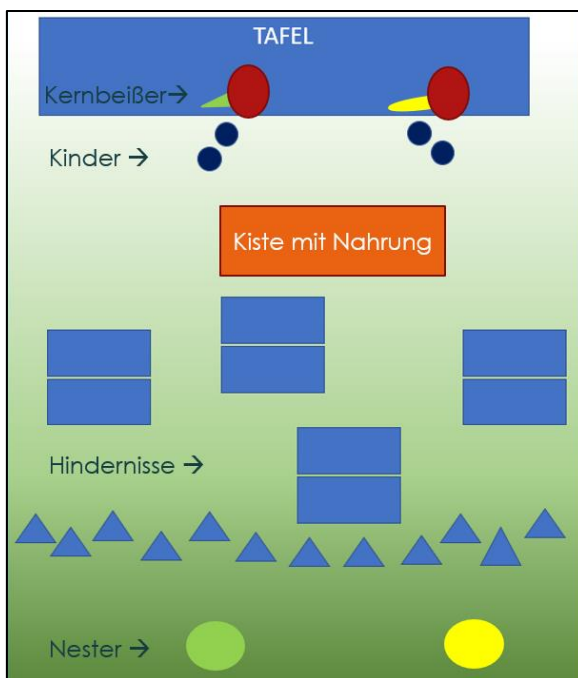 TAFEL
Kernbeißer→
Kinder →
Kiste mit Nahrung
Hindernisse →
Nester →